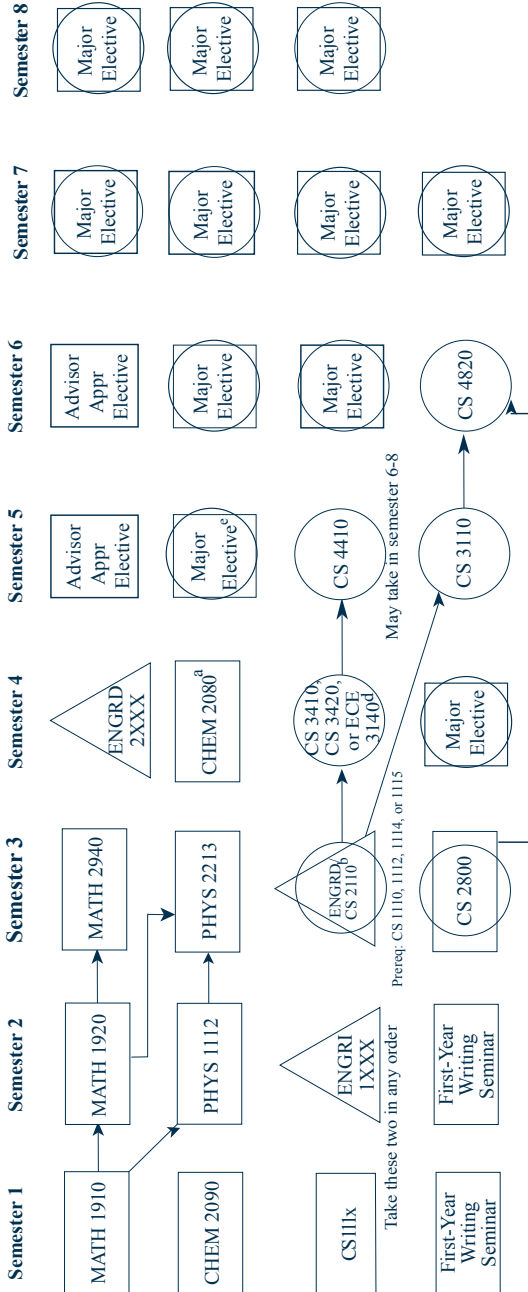 Semester 1
MATH 1910
CHEM 2090
CS111x
First-Year
Writing
Seminar
Semester 2
MATH 1920
PHYS 1112
ENGRI
1XXX
Take these two in any order
First-Year
Writing
Seminar
Semester 3
MATH 2940
PHYS 2213
ENGRD/
CS 2110b
Prereq: CS 1110, 1112, 1114, or 1115
CS 2800
Semester 4
ENGRD
2XXX
CHEM 2080a
CS 3410,
CS 3420,
or ECE
3140d
Major
Elective
Semester 5
Advisor
Appr
Elective
Major
Electivee
CS 4410
May take in semester 6-8
CS 3110
Semester 6
Advisor
Appr
Elective
Major
Elective
Major
Elective
CS 4820
Semester 7
Major
Elective
Major
Elective
Major
Elective
Major
Elective
Semester 8
Major
Elective
Major
Elective
Major
Elective